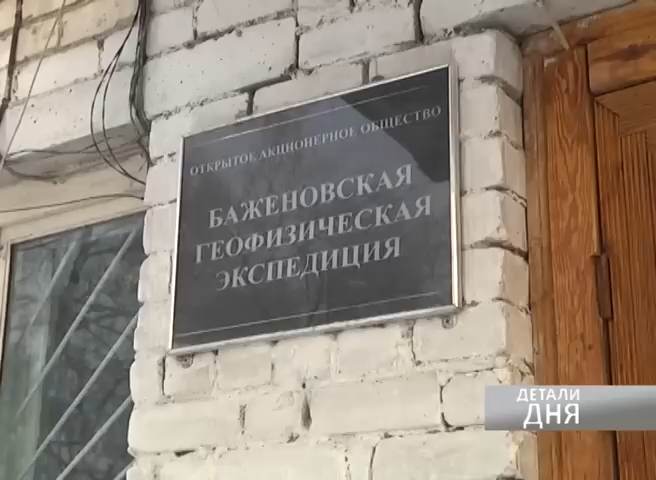 ОТКРЫТОЕ АКЦИОНЕРНОЕ ОБЩЕСТВО
БАЖЕНОВСКАЯ
ГЕОФИЗИЧЕСКАЯ
ЭКСПЕДИЦИЯ
ДЕТАЛИ
ДНЯ